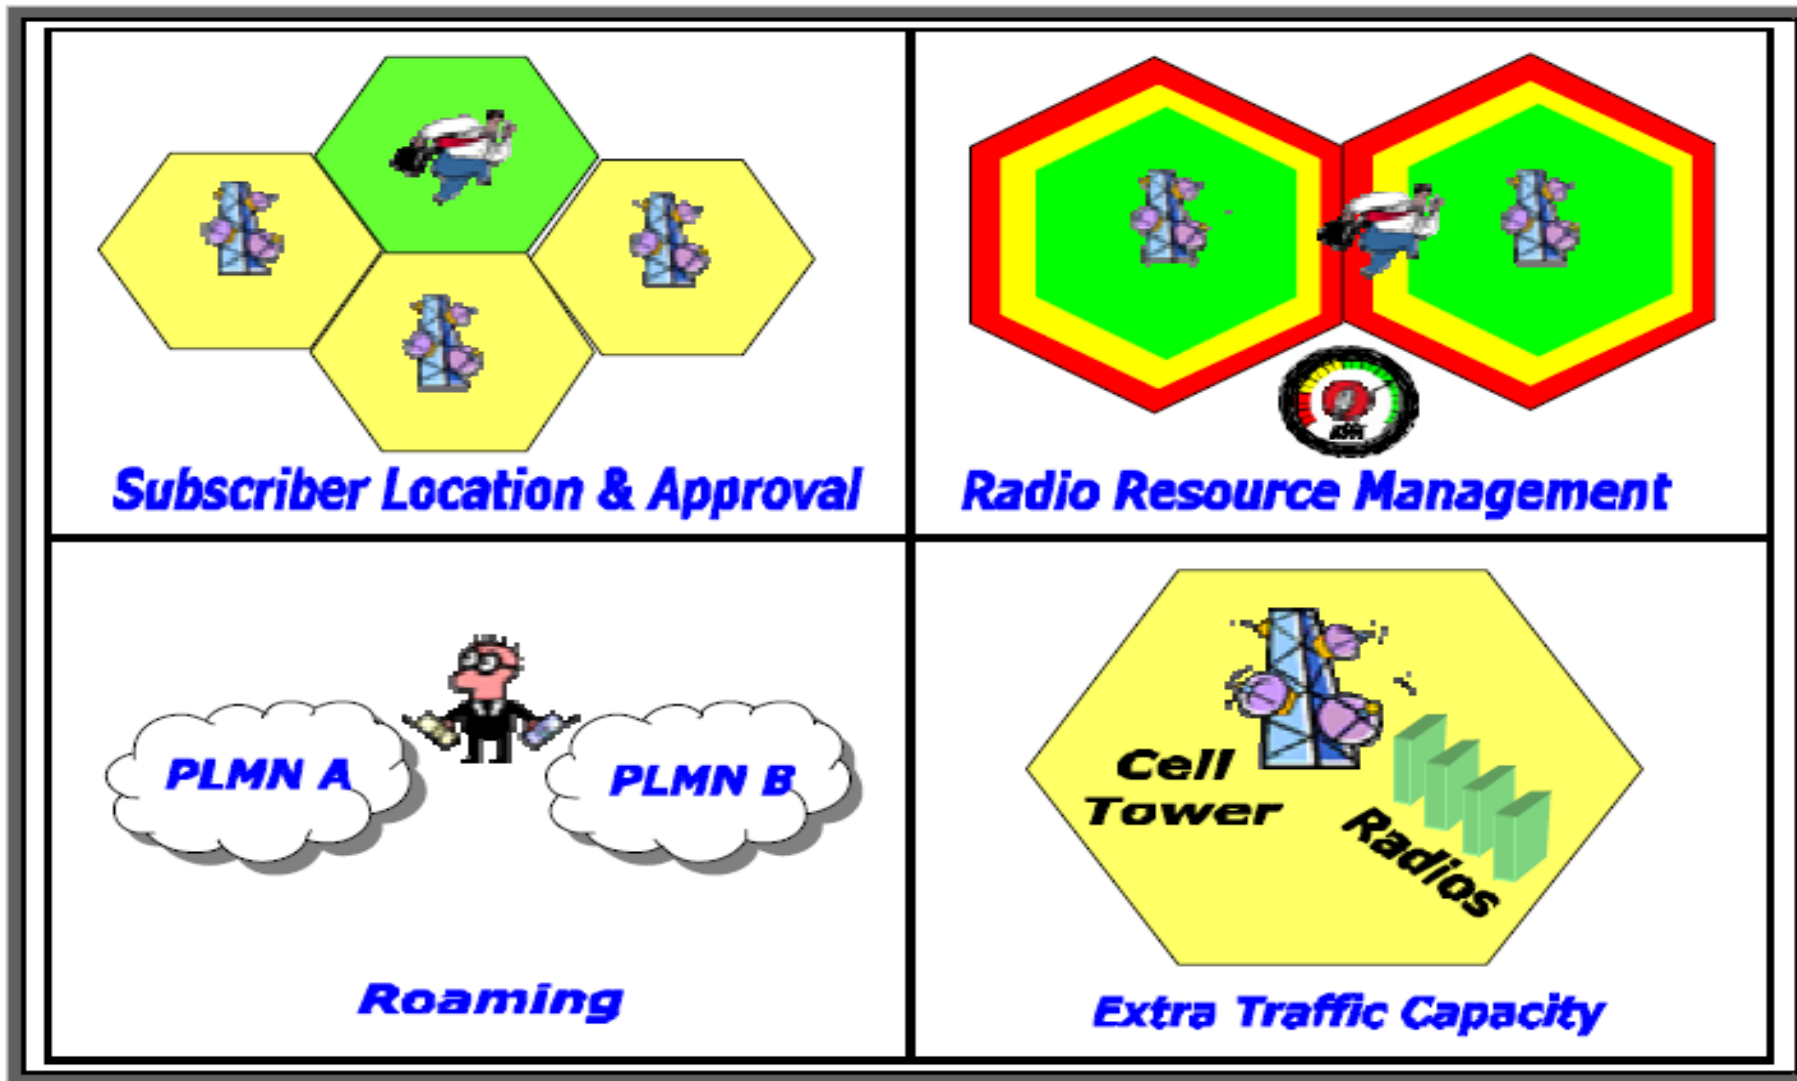 Subscriber Location & Approval
Radio Resource Management
PLMN A
PLMN B
Roaming
Cell
Tower
Radios
Extra Traffic Capacity